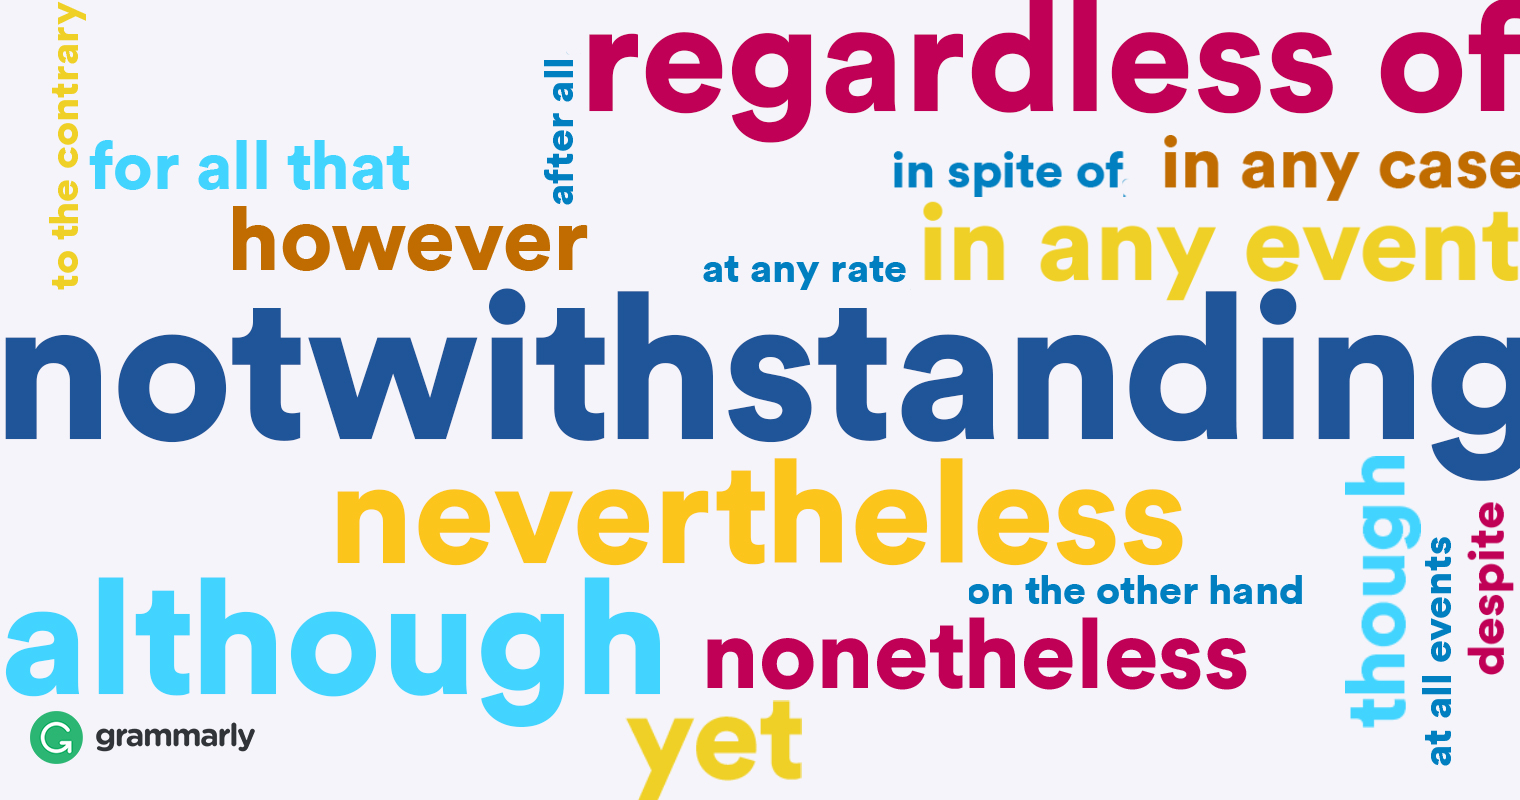 to the contrary
after all
regardless of
for all that
in spite of
in any case
however
at any rate
in any event
notwithstanding
nevertheless
though
at all events
despite
although
on the other hand
nonetheless
yet
grammarly